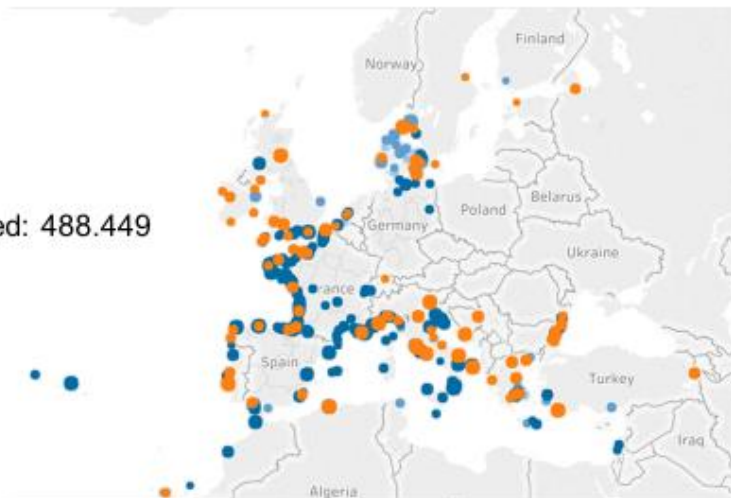 Finland
Norway
ed: 488.449
Belarus
Poland
Germany
Ukraine
rance
Spain
Turkey
Iraq
Algeria